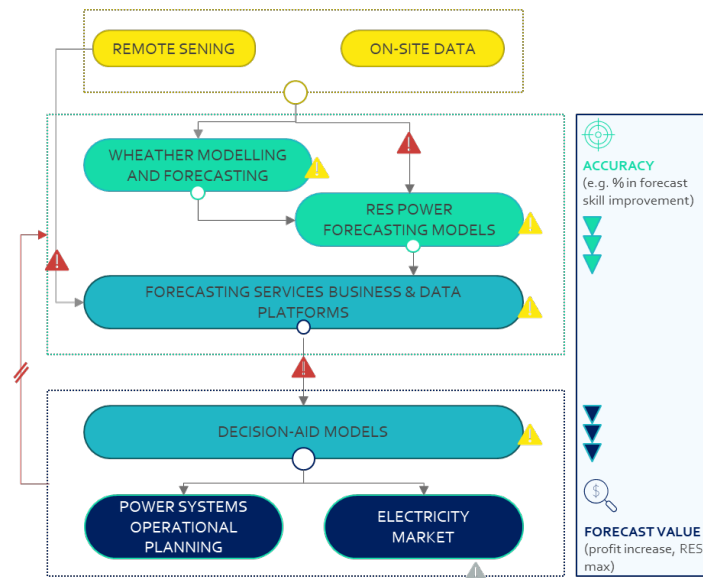 REMOTE SENING
ON-SITE DATA
WHEATHER MODELLING
AND FORECASTING
RES POWER
FORECASTING MODELS
FORECASTING SERVICES BUSINESS & DATA
PLATFORMS
DECISION-AID MODELS
POWER SYSTEMS
OPERATIONAL
PLANNING
ELECTRICITY
MARKET
ACCURACY
(e.g. % in forecast
skill improvement)
$
FORECAST VALUE
(profit increase, RES
max)